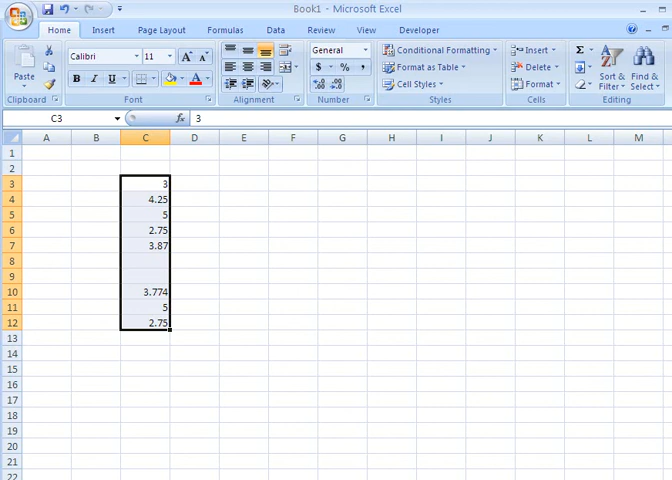 Book1 - Microsoft Excel
Home Insert Page Layout Formulas Data Review View Developer
Paste
Calibri 11 A A
B I U A
General
$ % ,
Conditional Formatting
Format as Table
Cell Styles
Insert
Delete
Format
Σ
Sort & Filter
Find & Select
Clipboard Font Alignment Number Styles Cells Editing
C3 fx 3
A B C D E F G H I J K L M
1
2
3 3
4 4.25
5 5
6 2.75
7 3.87
8
9
10 3.774
11 5
12 2.75
13
14
15
16
17
18
19
20
21
22